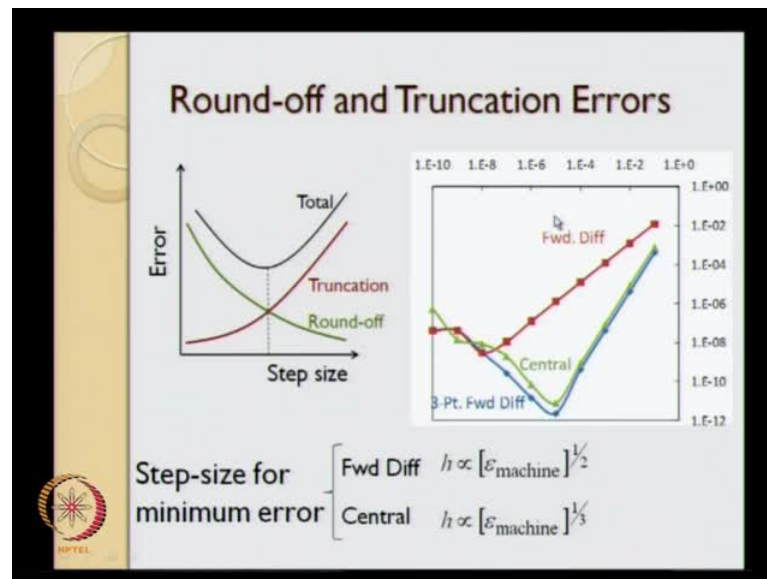 Round-off and Truncation Errors
Error
Total
Truncation
Round-off
Step size
1.E-10 1.E-8 1.E-6 1.E-4 1.E-2 1.E+0
1.E+00
1.E-02
1.E-04
1.E-06
1.E-08
1.E-10
1.E-12
Fwd. Diff
Central
3-Pt. Fwd Diff
Step-size for
minimum error
Fwd Diff h ∝ [ε_machine]^½
Central h ∝ [ε_machine]^⅓
NPTEL